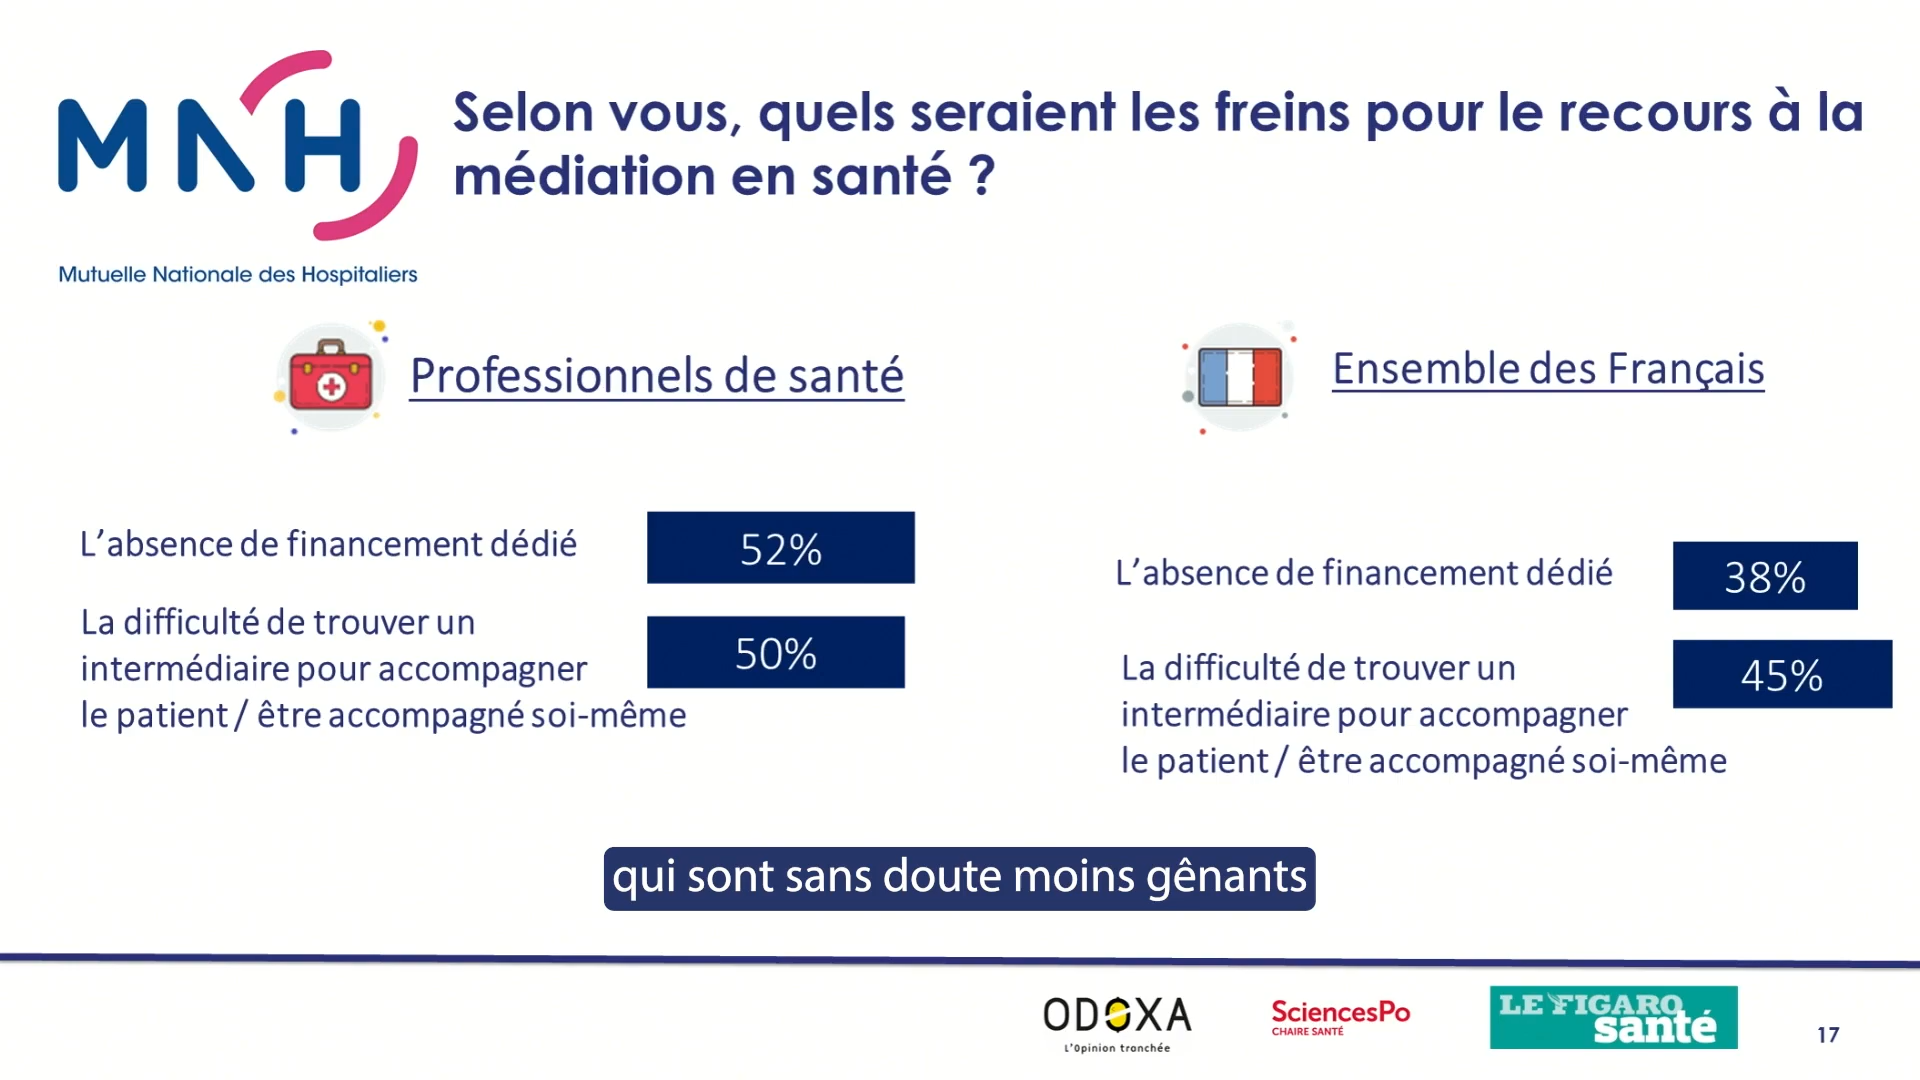 MNH
Mutuelle Nationale des Hospitaliers
Selon vous, quels seraient les freins pour le recours à la
médiation en santé ?
Professionnels de santé
L’absence de financement dédié
52%
La difficulté de trouver un
intermédiaire pour accompagner
le patient / être accompagné soi-même
50%
Ensemble des Français
L’absence de financement dédié
38%
La difficulté de trouver un
intermédiaire pour accompagner
le patient / être accompagné soi-même
45%
qui sont sans doute moins gênants
ODOXA
L'Opinion tranchée
SciencesPo
CHAIRE SANTÉ
LE FIGARO
santé
17